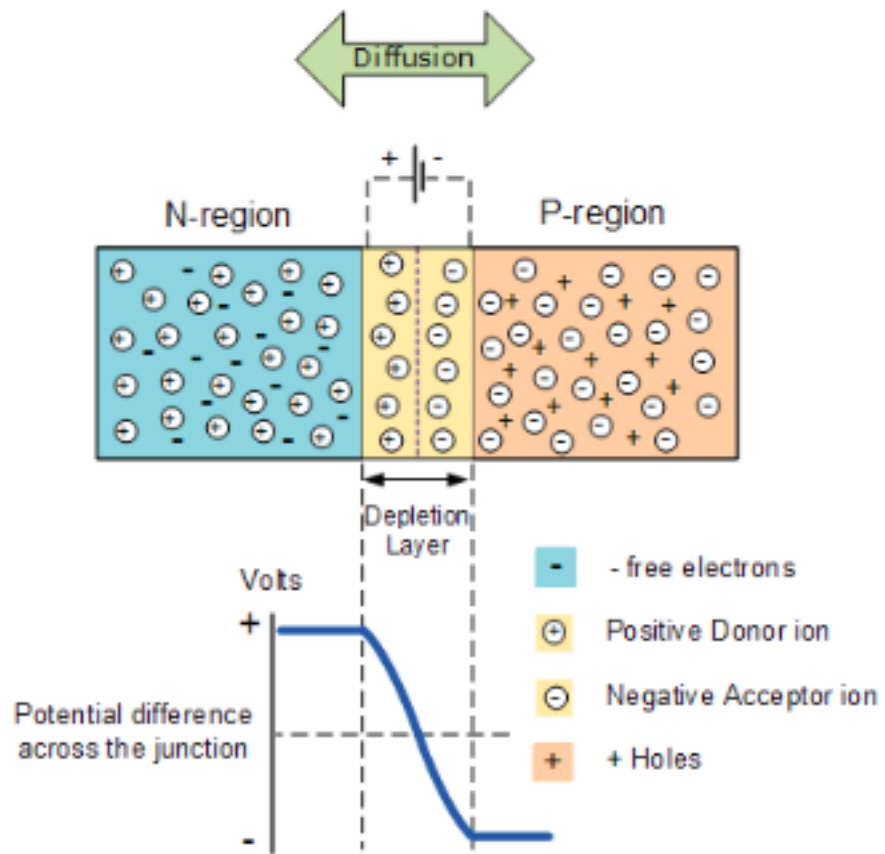 Diffusion
+ -
N-region
P-region
Depletion
Layer
Volts
+
Potential difference
across the junction
-
- - free electrons
+ Positive Donor ion
- Negative Acceptor ion
+ + Holes